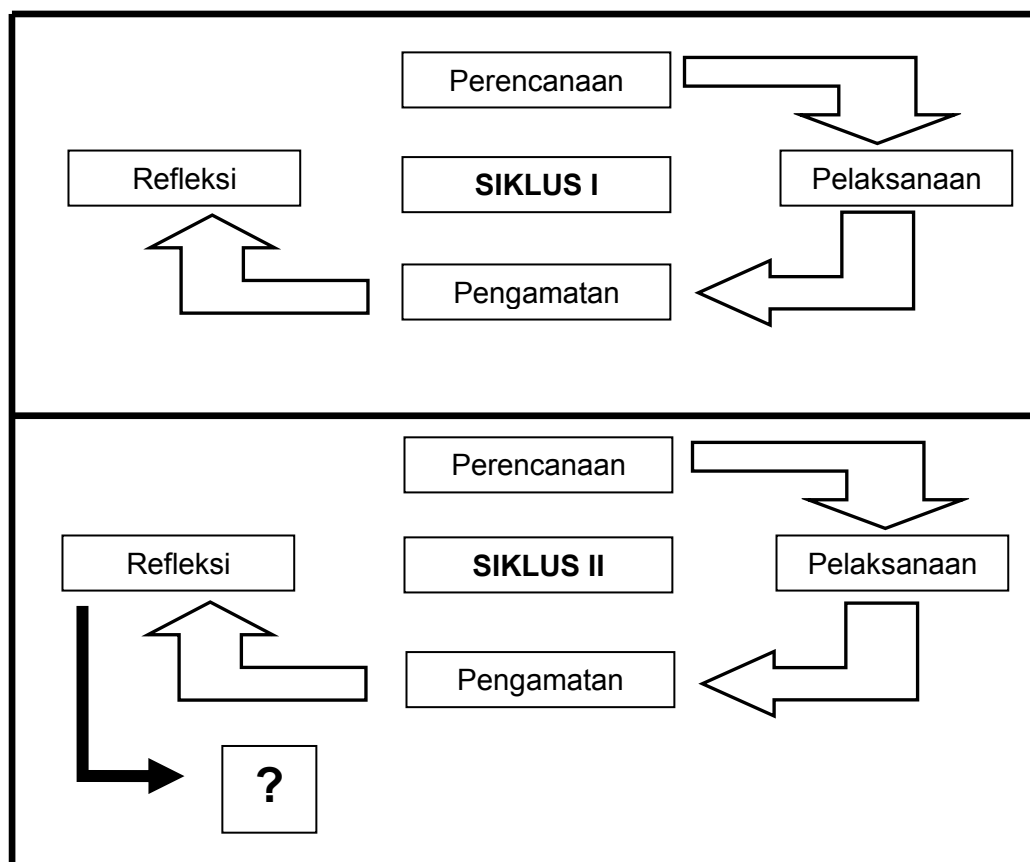 Perencanaan
Refleksi
SIKLUS I
Pelaksanaan
Pengamatan
Perencanaan
Refleksi
SIKLUS II
Pelaksanaan
Pengamatan
?